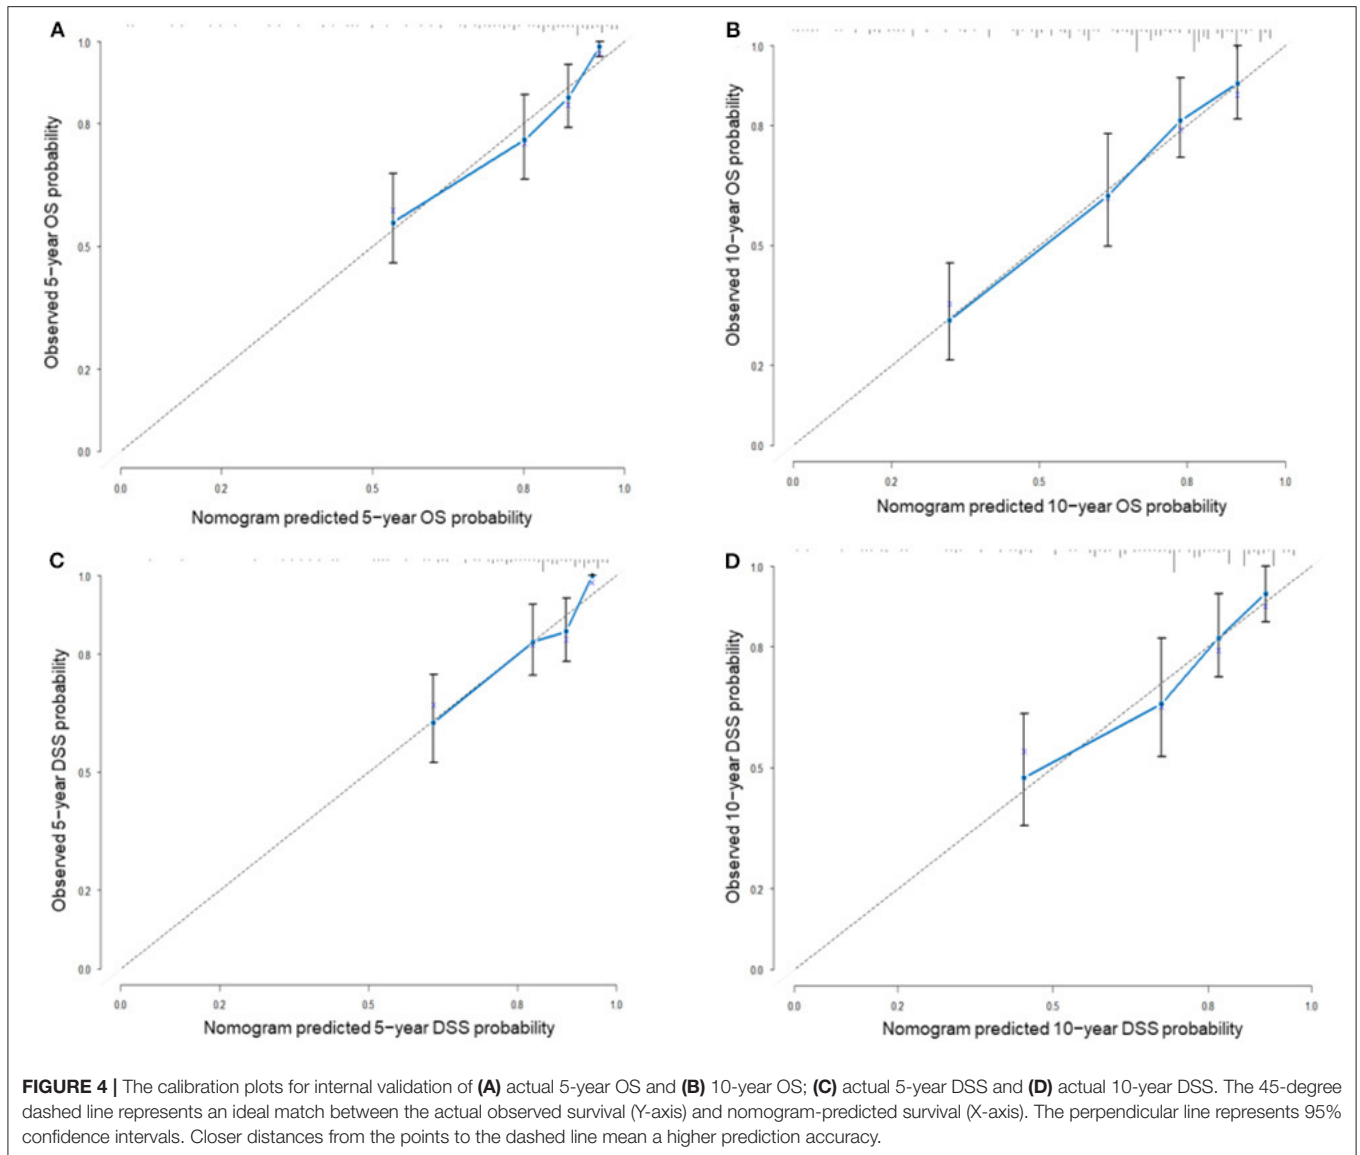 A
1.0
0.8
0.5
0.2
0.0
Observed 5-year OS probability
0.0 0.2 0.5 0.8 1.0
Nomogram predicted 5-year OS probability
B
1.0
0.8
0.5
0.2
0.0
Observed 10-year OS probability
0.0 0.2 0.5 0.8 1.0
Nomogram predicted 10-year OS probability
C
1.0
0.8
0.5
0.2
0.0
Observed 5-year DSS probability
0.0 0.2 0.5 0.8 1.0
Nomogram predicted 5-year DSS probability
D
1.0
0.8
0.5
0.2
0.0
Observed 10-year DSS probability
0.0 0.2 0.5 0.8 1.0
Nomogram predicted 10-year DSS probability
FIGURE 4 | The calibration plots for internal validation of (A) actual 5-year OS and (B) 10-year OS; (C) actual 5-year DSS and (D) actual 10-year DSS. The 45-degree
dashed line represents an ideal match between the actual observed survival (Y-axis) and nomogram-predicted survival (X-axis). The perpendicular line represents 95%
confidence intervals. Closer distances from the points to the dashed line mean a higher prediction accuracy.